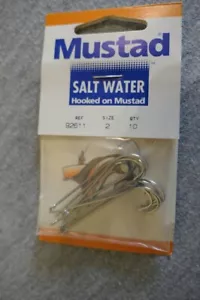 Mustad
SALT WATER
Hooked on Mustad
REF SIZE QTY
2 10